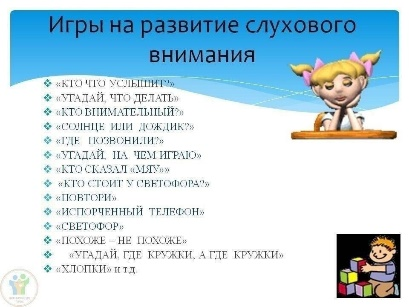 Игры на развитие слухового
внимания
«КТО ЧТО УСЛЫШИТ?»
«УГАДАЙ, ЧТО ДЕЛАТЬ»
«КТО ВНИМАТЕЛЬНЫЙ?»
«СОЛНЦЕ ИЛИ ДОЖДИК?»
«ГДЕ ПОЗВОНИЛИ?»
«УГАДАЙ, НА ЧЕМ ИГРАЮ»
«КТО СКАЗАЛ «МЯУ»»
«КТО СТОИТ У СВЕТОФОРА?»
«ПОВТОРИ»
«ИСПОРЧЕННЫЙ ТЕЛЕФОН»
«СВЕТОФОР»
«ПОХОЖЕ – НЕ ПОХОЖЕ»
«УГАДАЙ, ГДЕ КРУЖКИ, А ГДЕ КРУЖКИ»
«ХЛОПКИ» и т.д.